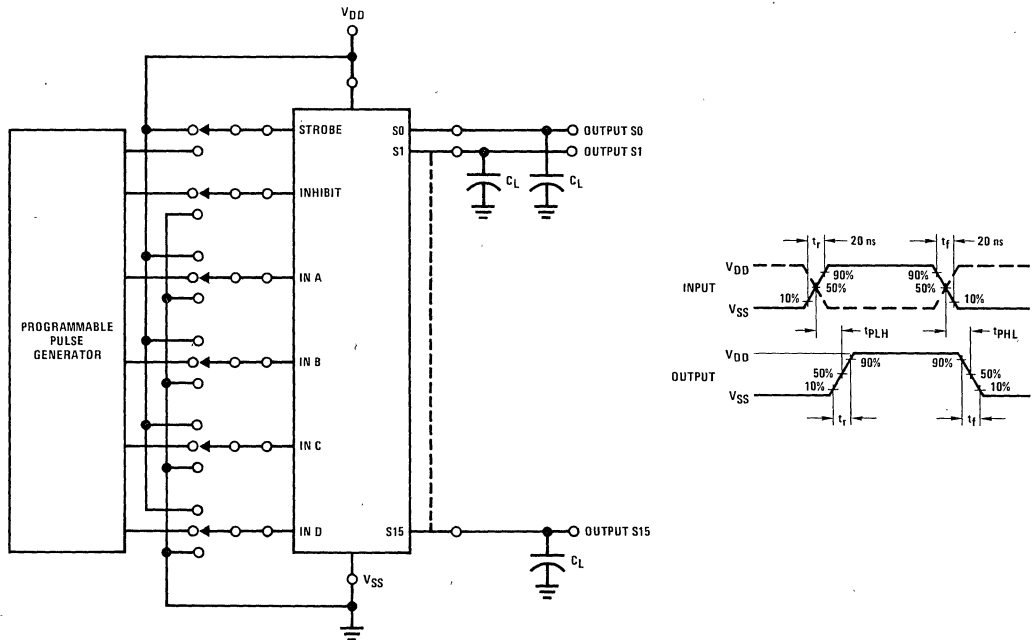 VDD
PROGRAMMABLE
PULSE
GENERATOR
STROBE
INHIBIT
IN A
IN B
IN C
IN D
S0
S1
S15
VSS
OUTPUT S0
OUTPUT S1
CL
CL
OUTPUT S15
CL
tr
20 ns
tf
20 ns
INPUT
VDD
VSS
90%
50%
10%
90%
50%
10%
tPLH
tPHL
OUTPUT
VDD
VSS
50%
10%
90%
90%
50%
10%
tr
tf